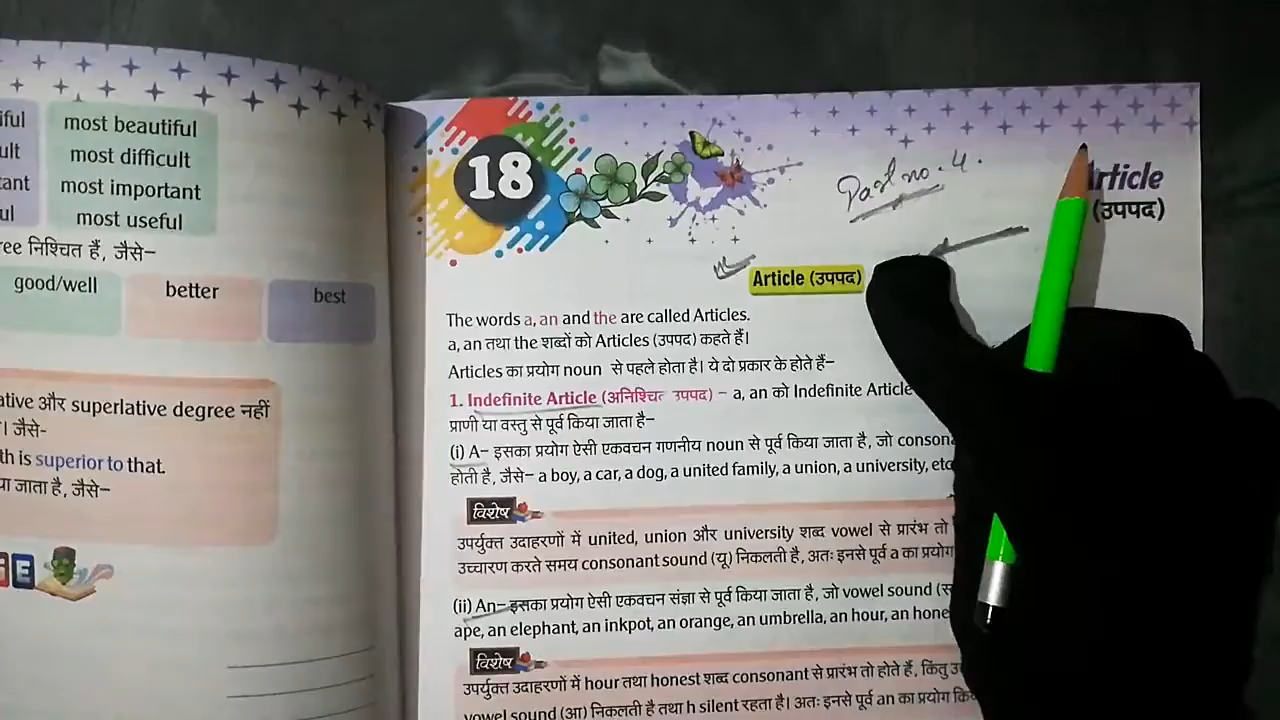 iful
most beautiful
ult
most difficult
ant
most important
ul
most useful
ree निश्चित हैं, जैसे–
good/well
better
best
ative और superlative degree नहीं
। जैसे-
th is superior to that.
या जाता है, जैसे–
E
18
Part no. 4.
Article
(उपपद)
Article (उपपद)
The words a, an and the are called Articles.
a, an तथा the शब्दों को Articles (उपपद) कहते हैं।
Articles का प्रयोग noun से पहले होता है। ये दो प्रकार के होते हैं–
1. Indefinite Article (अनिश्चित उपपद) – a, an को Indefinite Article
प्राणी या वस्तु से पूर्व किया जाता है–
(i) A– इसका प्रयोग ऐसी एकवचन गणनीय noun से पूर्व किया जाता है, जो conson
होती है, जैसे– a boy, a car, a dog, a united family, a union, a university, etc
विशेष
उपर्युक्त उदाहरणों में united, union और university शब्द vowel से प्रारंभ तो
उच्चारण करते समय consonant sound (यू) निकलती है, अतः इनसे पूर्व a का प्रयोग
(ii) An– इसका प्रयोग ऐसी एकवचन संज्ञा से पूर्व किया जाता है, जो vowel sound
ape, an elephant, an inkpot, an orange, an umbrella, an hour, an hone
विशेष
उपर्युक्त उदाहरणों में hour तथा honest शब्द consonant से प्रारंभ तो होते हैं, किंतु
vowel sound (आ) निकलती है तथा h silent रहता है। अतः इनसे पूर्व an का प्रयोग